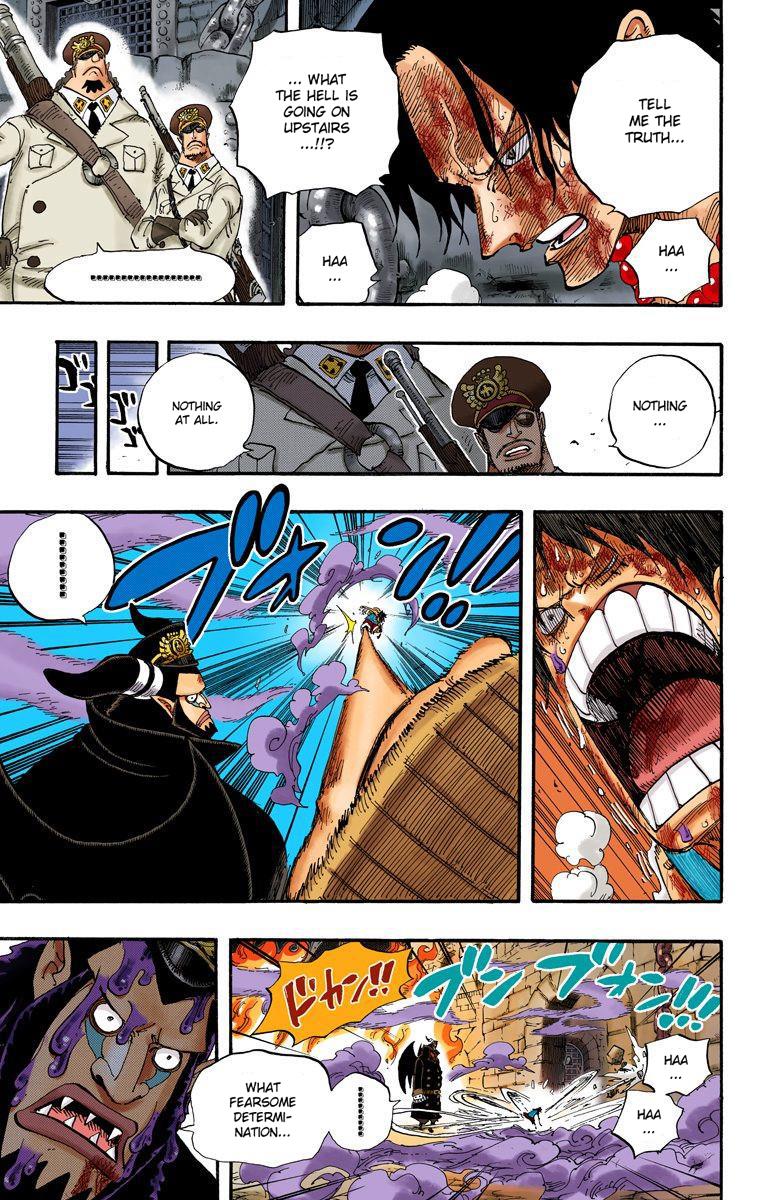 TELL
ME THE
TRUTH...
... WHAT
THE HELL IS
GOING ON
UPSTAIRS
...!!?
HAA
...
HAA
...
NOTHING
...
NOTHING
AT ALL.
ゴ
ゴ
ブオン!!!
ブン ブオン!!!
ドカン!!
HAA
...
HAA
...
WHAT
FEARSOME
DETERMI-
NATION...